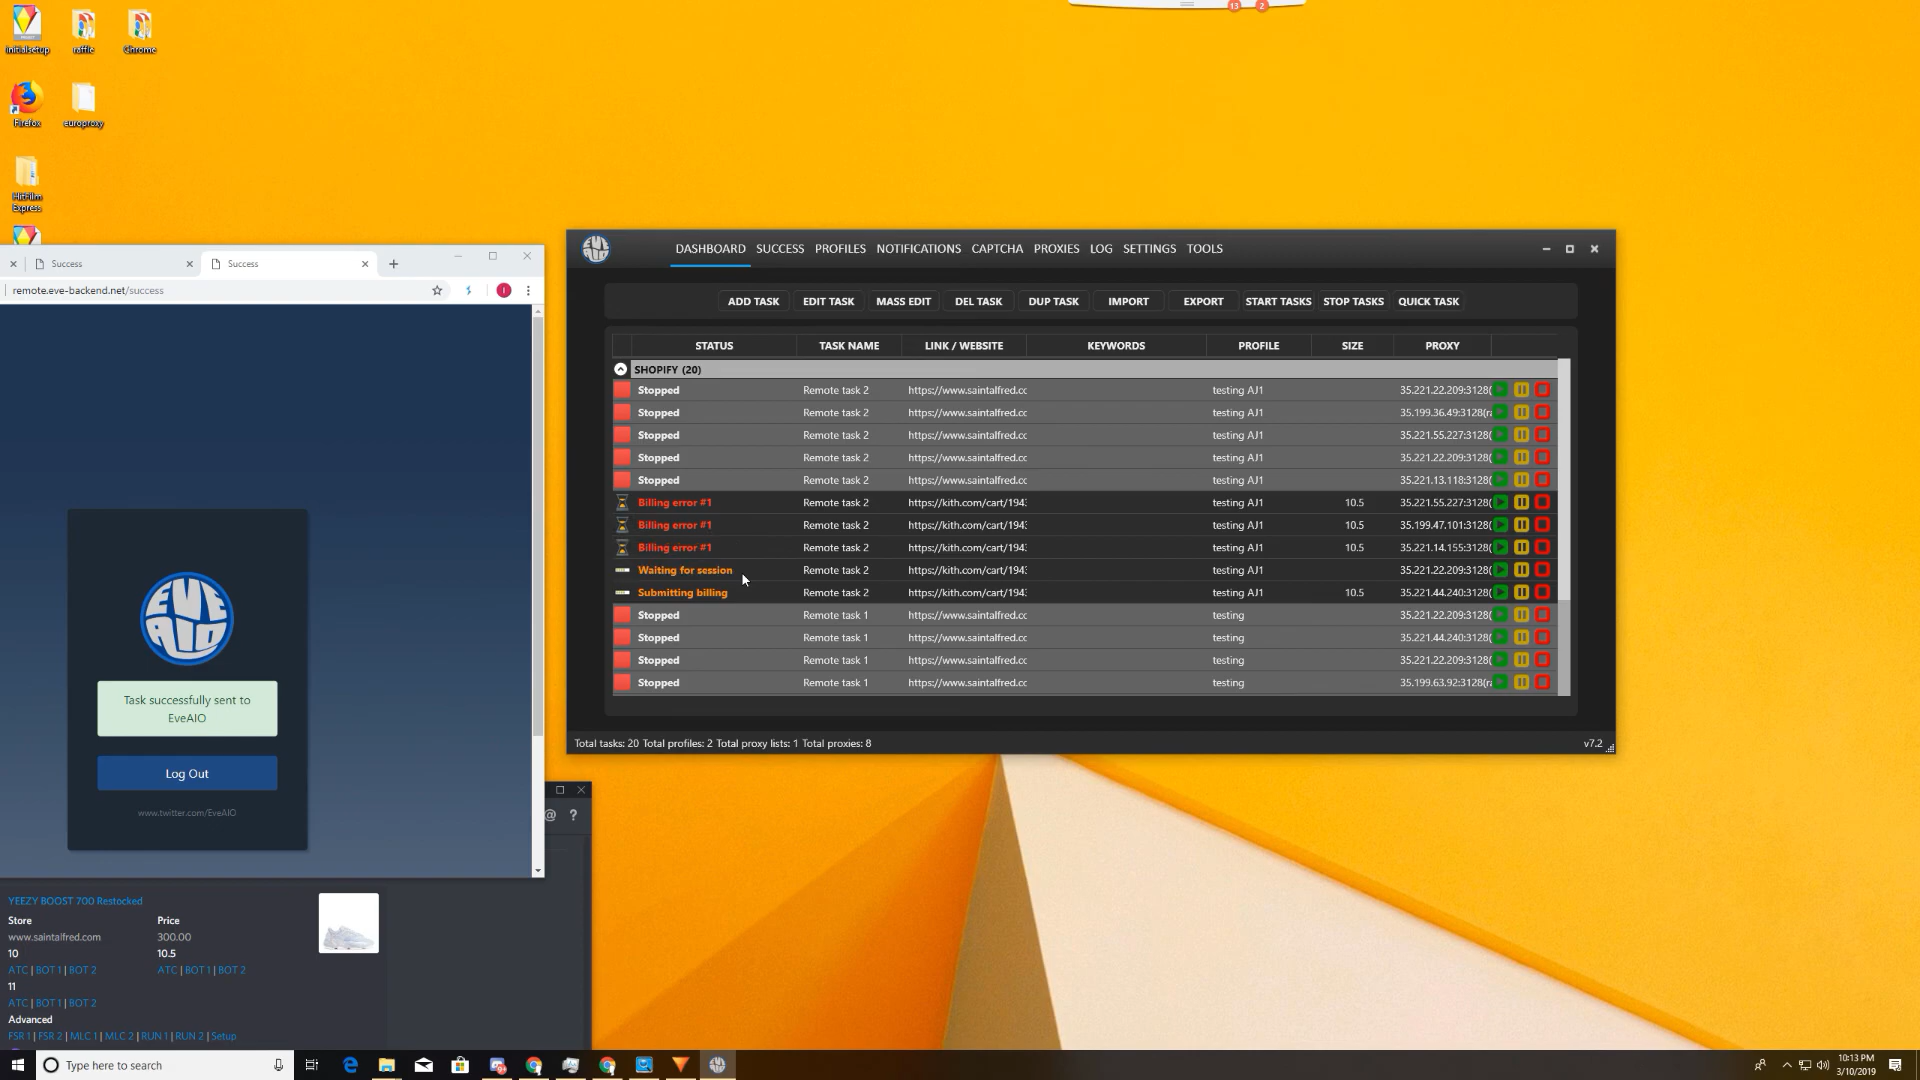 13
2
initialsetup
raffle
Chrome
Firefox
europroxy
HitFilm
Express
Success
Success
remote.eve-backend.net/success
EVE
AIO
Task successfully sent to
EveAIO
Log Out
www.twitter.com/EveAIO
EVE
AIO
DASHBOARD SUCCESS PROFILES NOTIFICATIONS CAPTCHA PROXIES LOG SETTINGS TOOLS
ADD TASK EDIT TASK MASS EDIT DEL TASK DUP TASK IMPORT EXPORT START TASKS STOP TASKS QUICK TASK
STATUS TASK NAME LINK / WEBSITE KEYWORDS PROFILE SIZE PROXY
SHOPIFY (20)
Stopped Remote task 2 https://www.saintalfred.cc testing AJ1 35.221.22.209:3128(
Stopped Remote task 2 https://www.saintalfred.cc testing AJ1 35.199.36.49:3128(ra
Stopped Remote task 2 https://www.saintalfred.cc testing AJ1 35.221.55.227:3128(
Stopped Remote task 2 https://www.saintalfred.cc testing AJ1 35.221.22.209:3128(
Stopped Remote task 2 https://www.saintalfred.cc testing AJ1 35.221.13.118:3128(
Billing error #1 Remote task 2 https://kith.com/cart/1943 testing AJ1 10.5 35.221.55.227:3128(
Billing error #1 Remote task 2 https://kith.com/cart/1943 testing AJ1 10.5 35.199.47.101:3128(
Billing error #1 Remote task 2 https://kith.com/cart/1943 testing AJ1 10.5 35.221.14.155:3128(
Waiting for session Remote task 2 https://kith.com/cart/1943 testing AJ1 35.221.22.209:3128(
Submitting billing Remote task 2 https://kith.com/cart/1943 testing AJ1 10.5 35.221.44.240:3128(
Stopped Remote task 1 https://www.saintalfred.cc testing 35.221.22.209:3128(
Stopped Remote task 1 https://www.saintalfred.cc testing 35.221.44.240:3128(
Stopped Remote task 1 https://www.saintalfred.cc testing 35.221.22.209:3128(
Stopped Remote task 1 https://www.saintalfred.cc testing 35.199.63.92:3128(ra
Total tasks: 20 Total profiles: 2 Total proxy lists: 1 Total proxies: 8
v7.2
@ ?
YEEZY BOOST 700 Restocked
Store Price
www.saintalfred.com 300.00
10 10.5
ATC | BOT 1 | BOT 2 ATC | BOT 1 | BOT 2
11
ATC | BOT 1 | BOT 2
Advanced
FSR 1 | FSR 2 | MLC 1 | MLC 2 | RUN 1 | RUN 2 | Setup
Type here to search
10:13 PM
3/10/2019